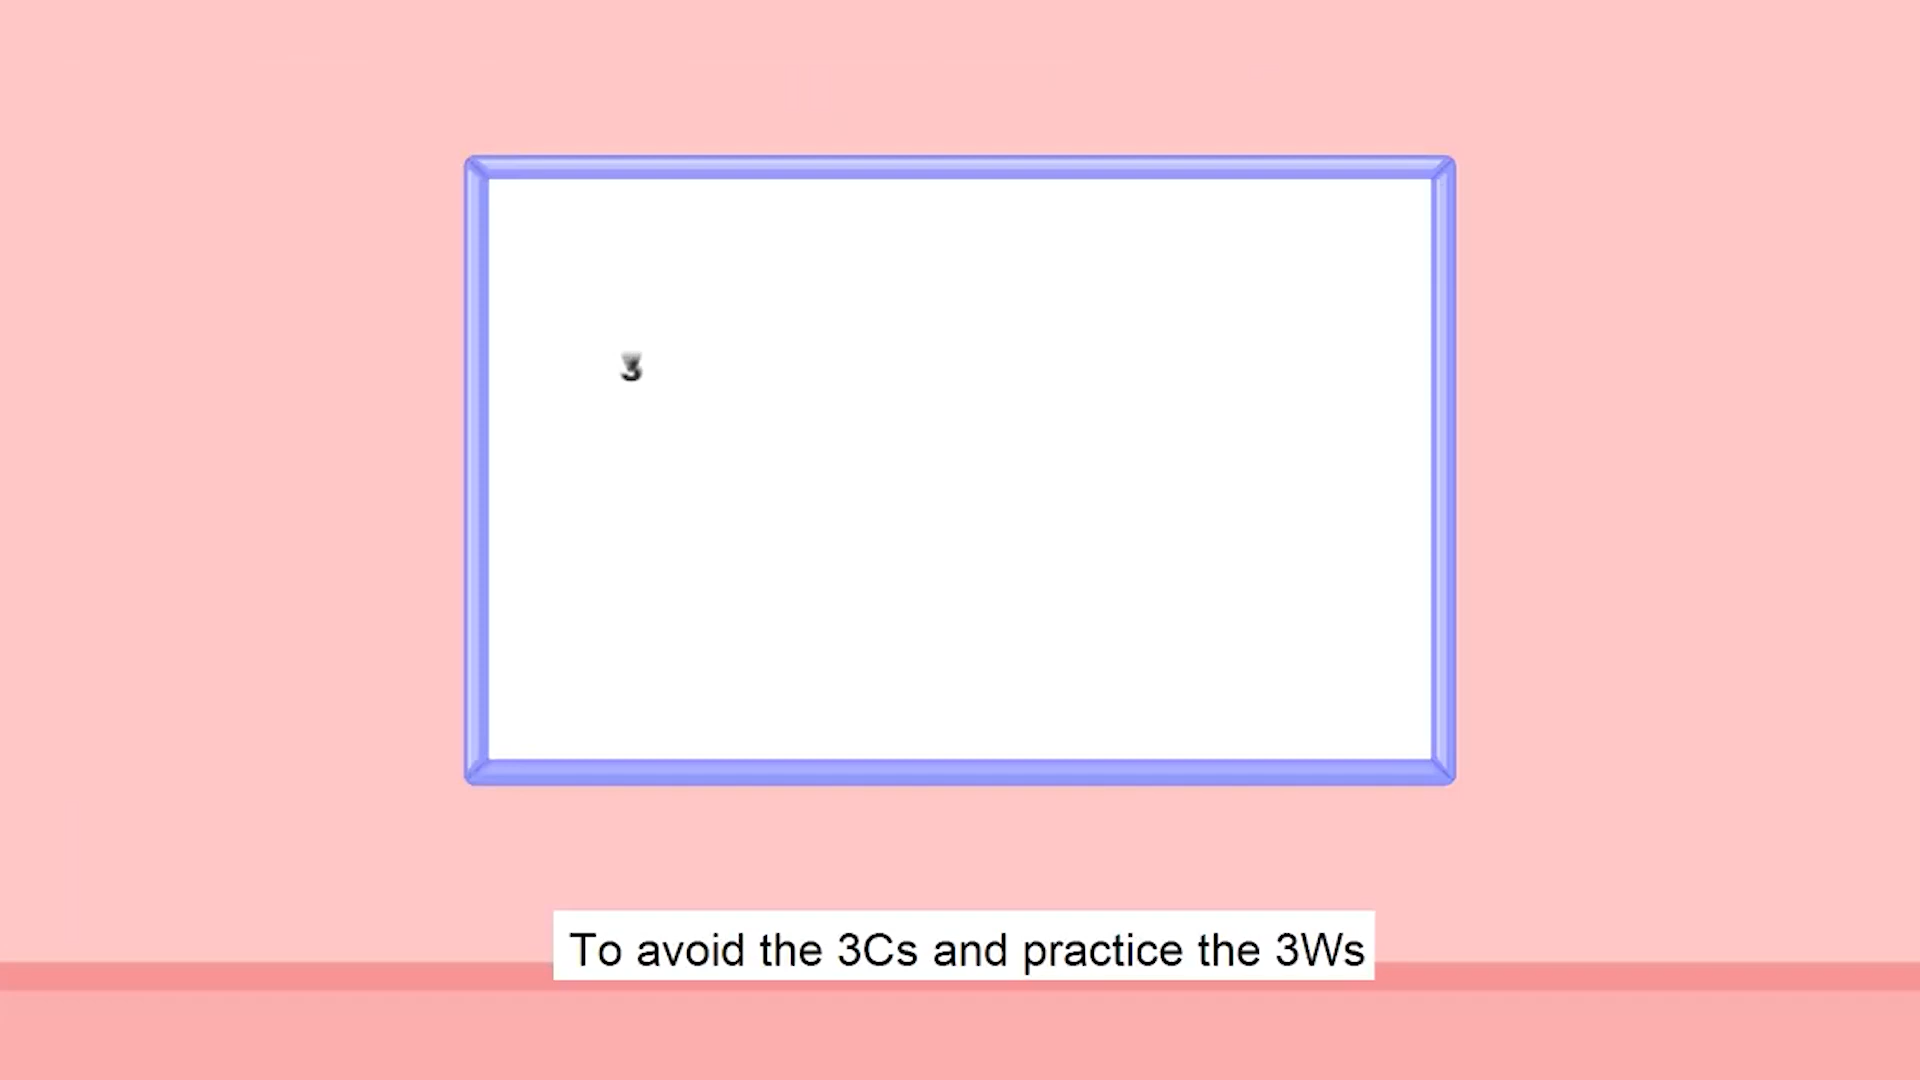 3
To avoid the 3Cs and practice the 3Ws